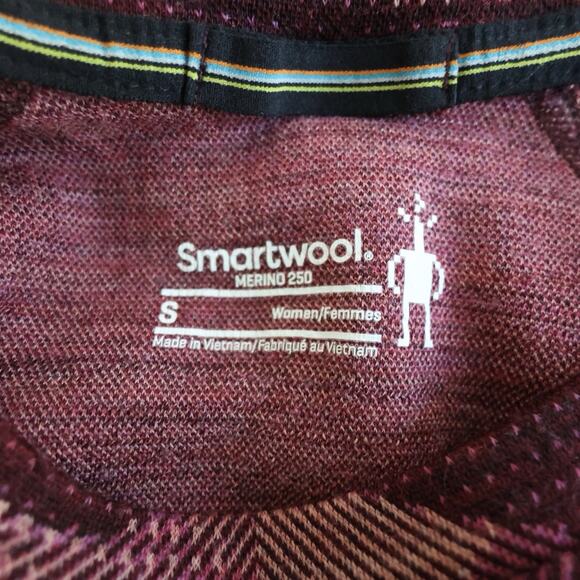 Smartwool®
MERINO 250
S
Women/Femmes
Made in Vietnam/Fabriqué au Vietnam